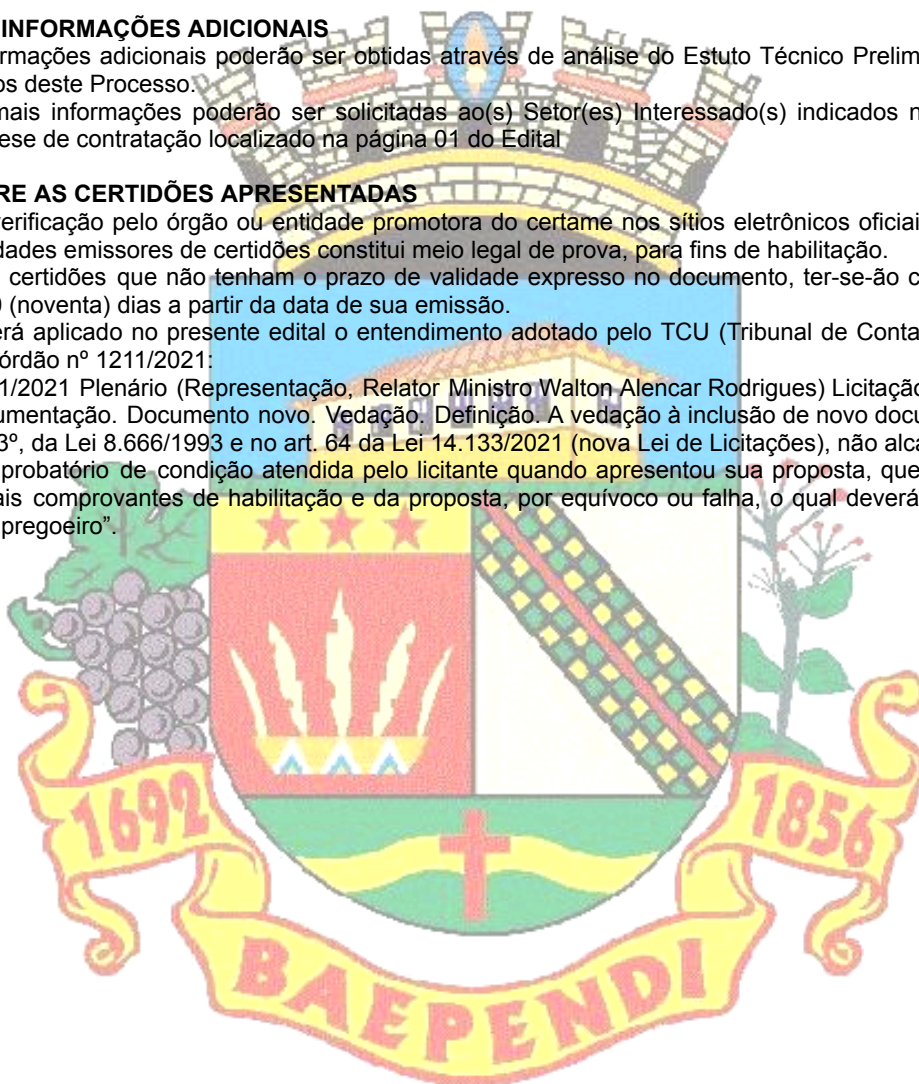 INFORMAÇÕES ADICIONAIS
rmações adicionais poderão ser obtidas através de análise do Estuto Técnico Prelim
os deste Processo.
mais informações poderão ser solicitadas ao(s) Setor(es) Interessado(s) indicados n
ese de contratação localizado na página 01 do Edital
RE AS CERTIDÕES APRESENTADAS
verificação pelo órgão ou entidade promotora do certame nos sítios eletrônicos oficiai
dades emissores de certidões constitui meio legal de prova, para fins de habilitação.
certidões que não tenham o prazo de validade expresso no documento, ter-se-ão c
(noventa) dias a partir da data de sua emissão.
erá aplicado no presente edital o entendimento adotado pelo TCU (Tribunal de Conta
órdão nº 1211/2021:
1/2021 Plenário (Representação, Relator Ministro Walton Alencar Rodrigues) Licitação
umentação. Documento novo. Vedação. Definição. A vedação à inclusão de novo docu
3º, da Lei 8.666/1993 e no art. 64 da Lei 14.133/2021 (nova Lei de Licitações), não alca
probatório de condição atendida pelo licitante quando apresentou sua proposta, que
ais comprovantes de habilitação e da proposta, por equívoco ou falha, o qual deverá
pregoeiro”.
1692
1856
BAEPENDI